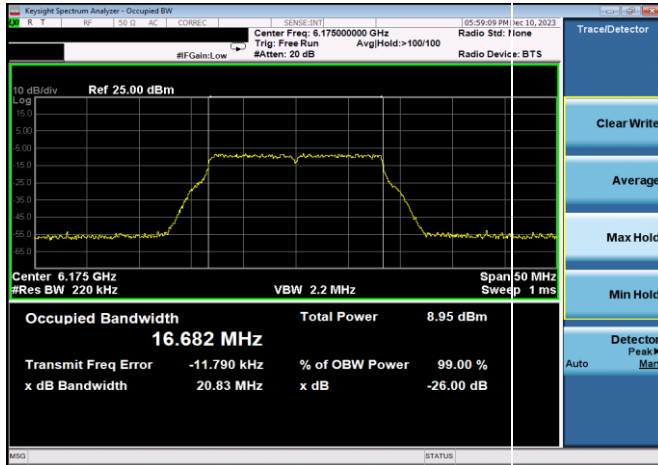 Keysight Spectrum Analyzer - Occupied BW
R T RF 50 Ω AC CORREC SENSE:INT 05:59:09 PM Dec 10, 2023
Center Freq: 6.175000000 GHz Radio Std: None
Trig: Free Run Avg|Hold:>100/100
#IFGain:Low #Atten: 20 dB Radio Device: BTS
Trace/Detector
10 dB/div Ref 25.00 dBm
Log
15.0
5.00
-5.00
-15.0
-25.0
-35.0
-45.0
-55.0
-65.0
Center 6.175 GHz Span 50 MHz
#Res BW 220 kHz VBW 2.2 MHz Sweep 1 ms
Occupied Bandwidth Total Power 8.95 dBm
16.682 MHz
Transmit Freq Error -11.790 kHz % of OBW Power 99.00 %
x dB Bandwidth 20.83 MHz x dB -26.00 dB
Clear Write
Average
Max Hold
Min Hold
Detector
Peak
Auto Man
MSG STATUS